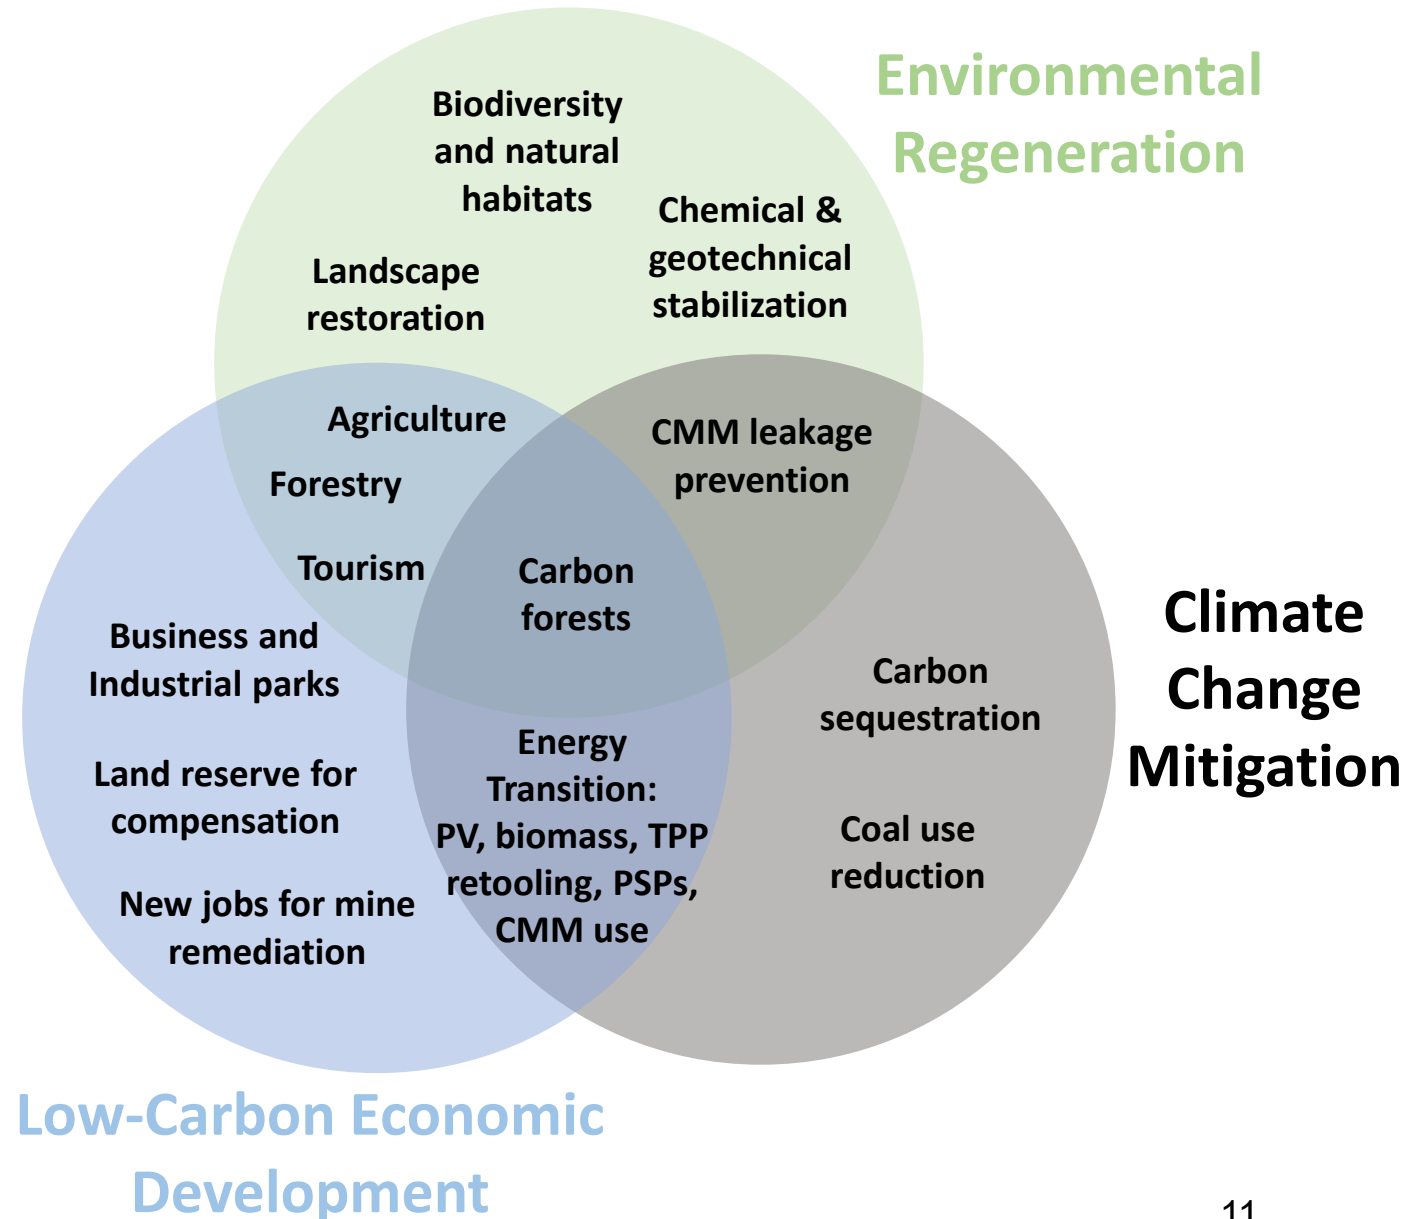 Environmental
Regeneration
Biodiversity
and natural
habitats
Chemical &
geotechnical
stabilization
Landscape
restoration
Agriculture
Forestry
Tourism
CMM leakage
prevention
Carbon
forests
Business and
Industrial parks
Land reserve for
compensation
New jobs for mine
remediation
Energy
Transition:
PV, biomass, TPP
retooling, PSPs,
CMM use
Carbon
sequestration
Coal use
reduction
Climate
Change
Mitigation
Low-Carbon Economic
Development
11